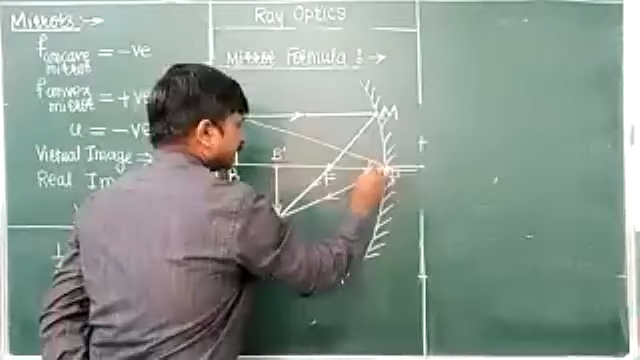 Mirrors :→
f concave mirror = -ve
f convex mirror = +ve
u = -ve
Virtual Image ⇒
Real Im
Ray Optics
Mirror Formula :→
M
B'
F
B
+